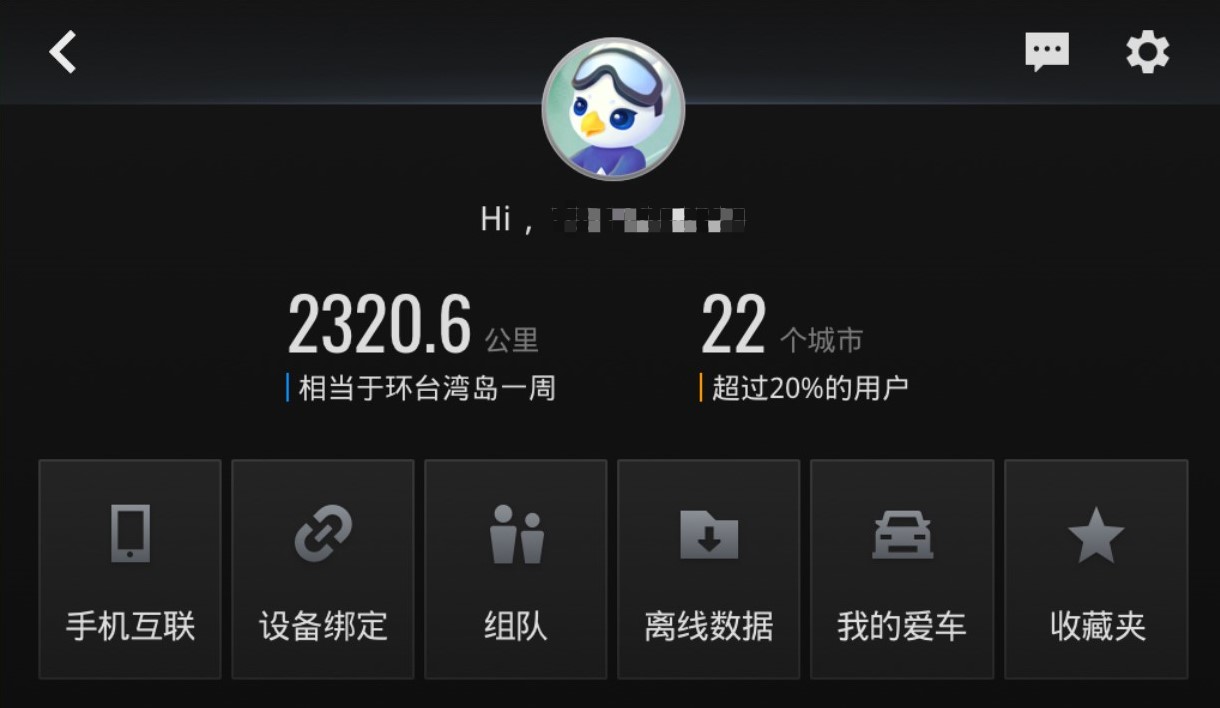 Hi，
2320.6 公里
22 个城市
相当于环台湾岛一周
超过20%的用户
手机互联
设备绑定
组队
离线数据
我的爱车
收藏夹